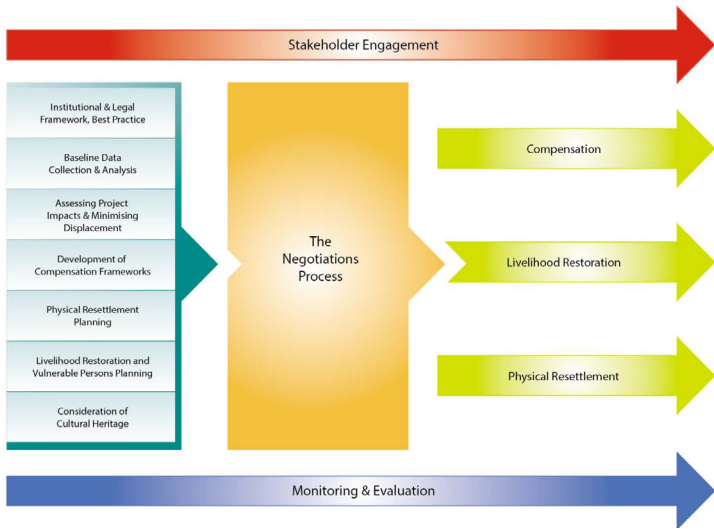 Stakeholder Engagement
Institutional & Legal
Framework, Best Practice
Baseline Data
Collection & Analysis
Assessing Project
Impacts & Minimising
Displacement
Development of
Compensation Frameworks
Physical Resettlement
Planning
Livelihood Restoration and
Vulnerable Persons Planning
Consideration of
Cultural Heritage
The
Negotiations
Process
Compensation
Livelihood Restoration
Physical Resettlement
Monitoring & Evaluation